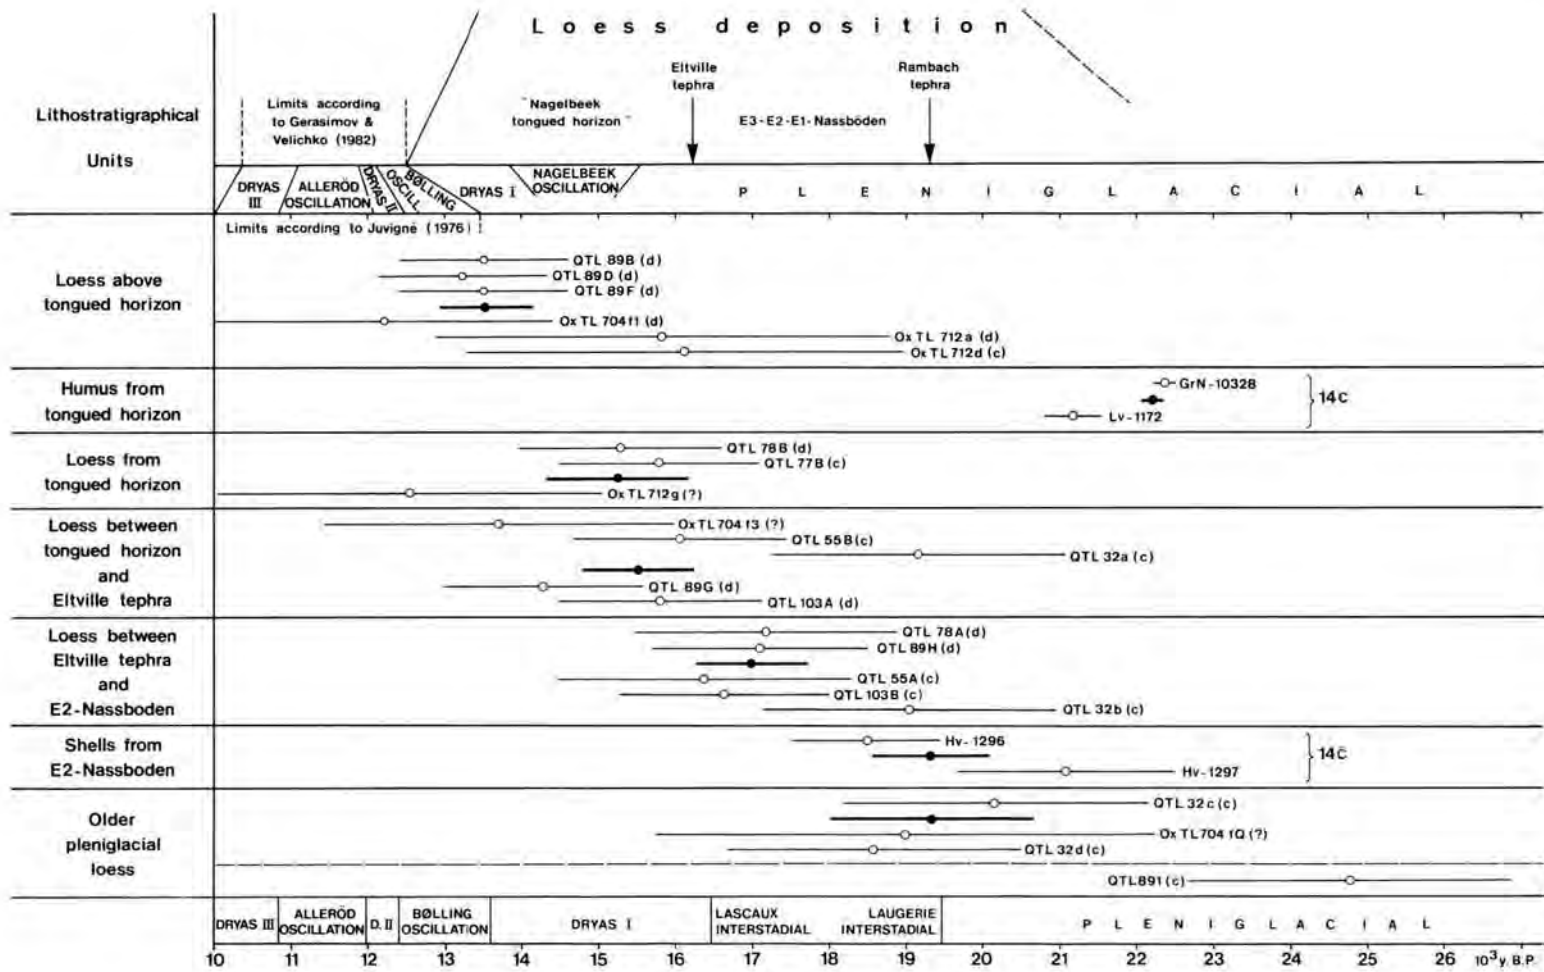 Loess deposition
Eltville
tephra
Rambach
tephra
Lithostratigraphical
Units
Limits according
to Gerasimov &
Velichko (1982)
"Nagelbeek
tongued horizon"
E3-E2-E1-Nassböden
DRYAS
III
ALLERÖD
OSCILLATION
DRYAS II
BØLLING
OSCILL.
DRYAS I
NAGELBEEK
OSCILLATION
PLENIGLACIAL
Limits according to Juvigné (1976) !
Loess above
tongued horizon
QTL 89B (d)
QTL 89D (d)
QTL 89F (d)
Ox TL 704f1 (d)
Ox TL 712a (d)
Ox TL 712d (c)
Humus from
tongued horizon
GrN-10328
Lv-1172
14C
Loess from
tongued horizon
QTL 78B (d)
QTL 77B (c)
Ox TL 712g (?)
Loess between
tongued horizon
and
Eltville tephra
Ox TL 704f3 (?)
QTL 55B (c)
QTL 32a (c)
QTL 89G (d)
QTL 103A (d)
Loess between
Eltville tephra
and
E2-Nassboden
QTL 78A (d)
QTL 89H (d)
QTL 55A (c)
QTL 103B (c)
QTL 32b (c)
Shells from
E2-Nassboden
Hv-1296
Hv-1297
14C
Older
pleniglacial
loess
QTL 32c (c)
Ox TL704 fQ (?)
QTL 32d (c)
QTL891 (c)
DRYAS III
ALLERÖD
OSCILLATION
D. II
BØLLING
OSCILLATION
DRYAS I
LASCAUX
INTERSTADIAL
LAUGERIE
INTERSTADIAL
PLENIGLACIAL
10 11 12 13 14 15 16 17 18 19 20 21 22 23 24 25 26 10³y. B.P.